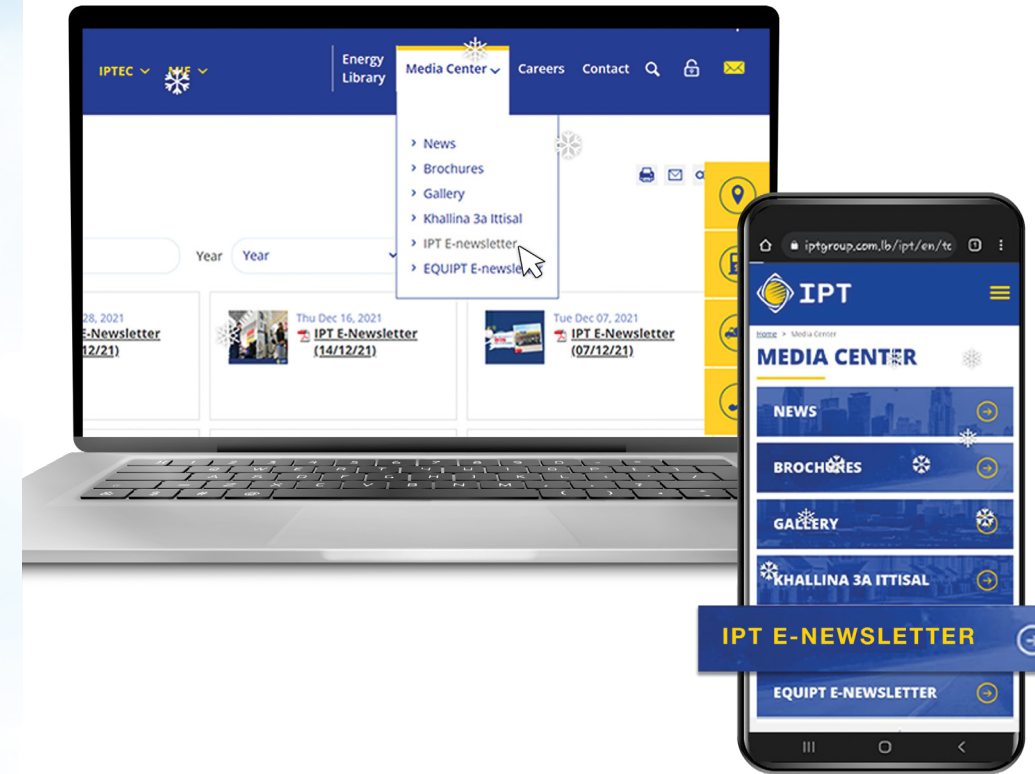 IPTEC
Energy
Library
Media Center
Careers
Contact
News
Brochures
Gallery
Khallina 3a Ittisal
IPT E-newsletter
EQUIPT E-newsle
Year
Year
28, 2021
E-Newsletter
12/21)
Thu Dec 16, 2021
IPT E-Newsletter
(14/12/21)
Tue Dec 07, 2021
IPT E-Newsletter
(07/12/21)
iptgroup.com.lb/ipt/en/tc
IPT
Home > Media Center
MEDIA CENTER
NEWS
BROCHURES
GALLERY
KHALLINA 3A ITTISAL
IPT E-NEWSLETTER
EQUIPT E-NEWSLETTER